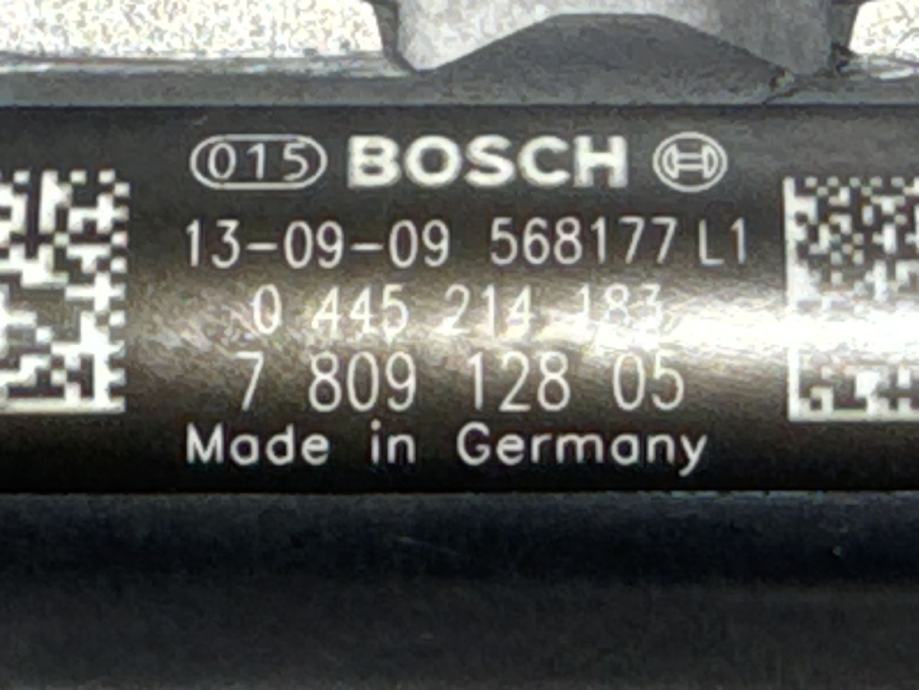 015 BOSCH
13-09-09 568177 L1
0 445 214 183
7 809 128 05
Made in Germany